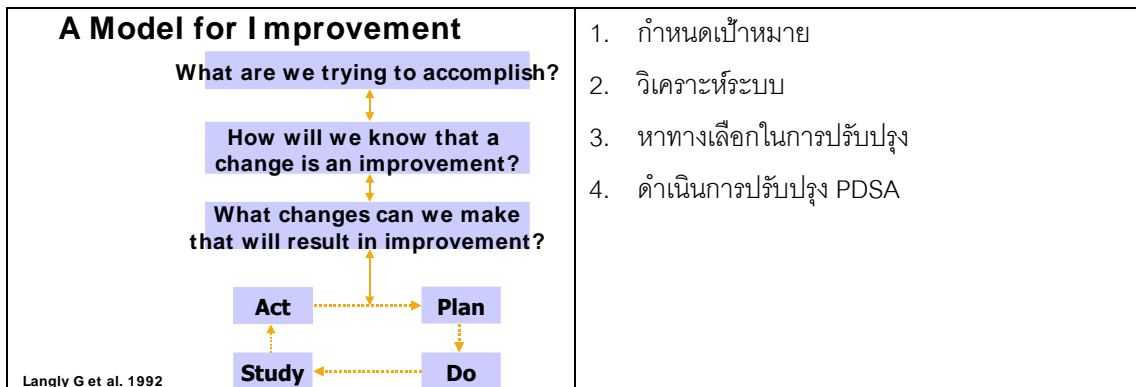 A Model for Improvement
What are we trying to accomplish?
How will we know that a
change is an improvement?
What changes can we make
that will result in improvement?
Act
Plan
Study
Do
Langly G et al. 1992
1. กำหนดเป้าหมาย
2. วิเคราะห์ระบบ
3. หาทางเลือกในการปรับปรุง
4. ดำเนินการปรับปรุง PDSA